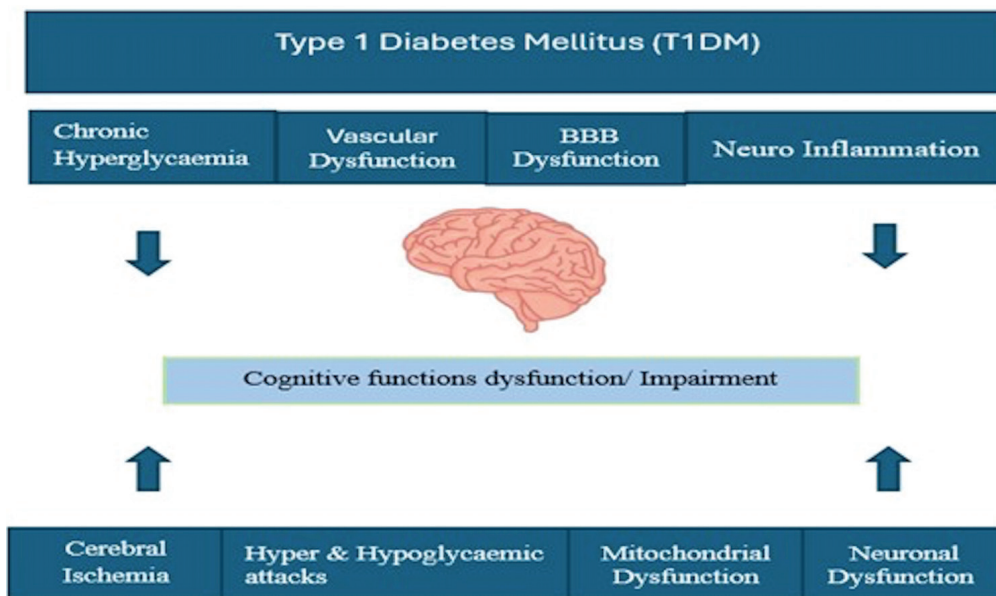 Type 1 Diabetes Mellitus (T1DM)
Chronic
Hyperglycaemia
Vascular
Dysfunction
BBB
Dysfunction
Neuro Inflammation
Cognitive functions dysfunction/ Impairment
Cerebral
Ischemia
Hyper & Hypoglycaemic
attacks
Mitochondrial
Dysfunction
Neuronal
Dysfunction